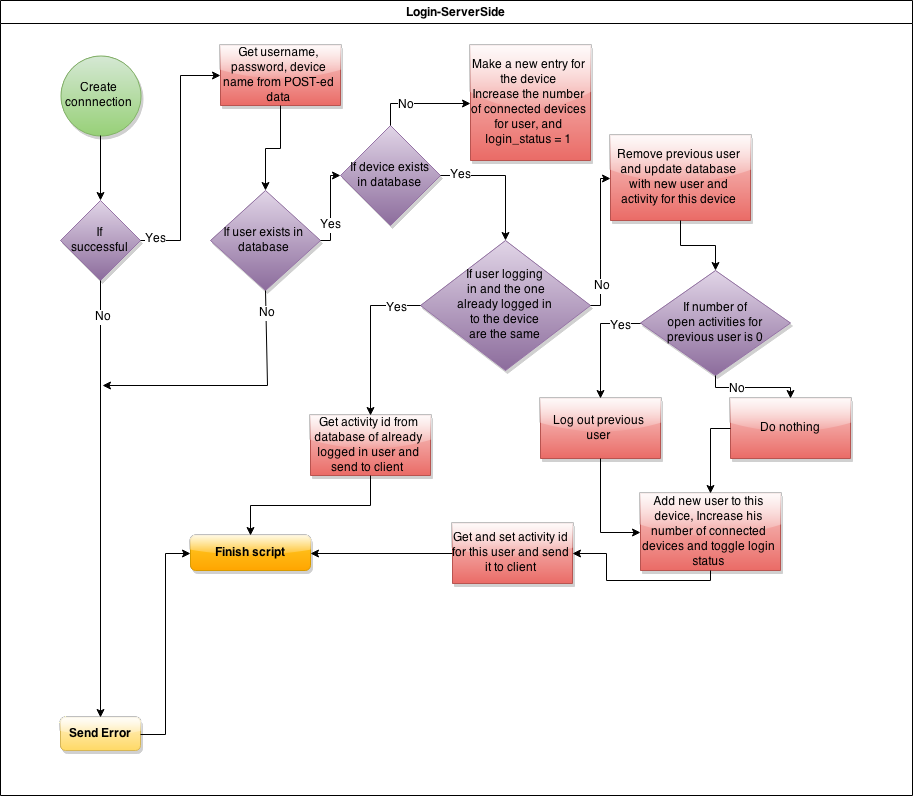 Login-ServerSide
Create
connnection
Get username,
password, device
name from POST-ed
data
Make a new entry for
the device
Increase the number
of connected devices
for user, and
login_status = 1
No
If device exists
in database
Yes
Remove previous user
and update database
with new user and
activity for this device
If
successful
Yes
If user exists in
database
Yes
If user logging
in and the one
already logged in
to the device
are the same
No
Yes
No
No
If number of
open activities for
previous user is 0
Yes
No
Log out previous
user
Do nothing
Get activity id from
database of already
logged in user and
send to client
Add new user to this
device, Increase his
number of connected
devices and toggle login
status
Get and set activity id
for this user and send
it to client
Finish script
Send Error